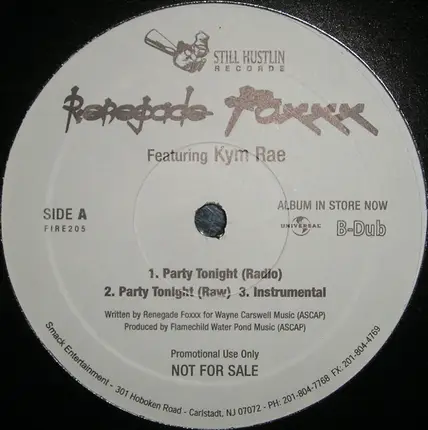 STILL HUSTLIN
RECORDS
Renegade Foxxx
Featuring Kym Rae
SIDE A
FIRE205
ALBUM IN STORE NOW
UNIVERSAL B-Dub
1. Party Tonight (Radio)
2. Party Tonight (Raw) 3. Instrumental
Written by Renegade Foxxx for Wayne Carswell Music (ASCAP)
Produced by Flamechild Water Pond Music (ASCAP)
Promotional Use Only
NOT FOR SALE
Smack Entertainment - 301 Hoboken Road - Carlstadt, NJ 07072 - PH: 201-804-7768 FX: 201-804-4769